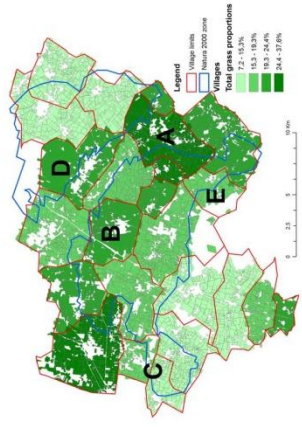 Legend
Village limits
Natura 2000 zone
Villages
Total grass proportions
7,2 - 15,3%
15,3 - 19,3%
19,3 - 24,4%
24,4 - 37,6%
A
B
C
D
E
0 2.5 5 10 Km